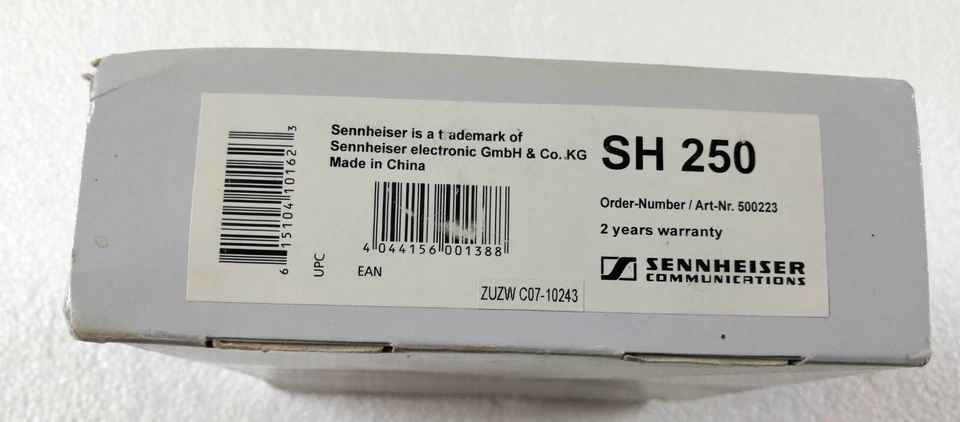 6 15104 10162 3
UPC
Sennheiser is a trademark of
Sennheiser electronic GmbH & Co. KG
Made in China
4 044156 001388
EAN
ZUZW C07-10243
SH 250
Order-Number / Art-Nr. 500223
2 years warranty
SENNHEISER
COMMUNICATIONS